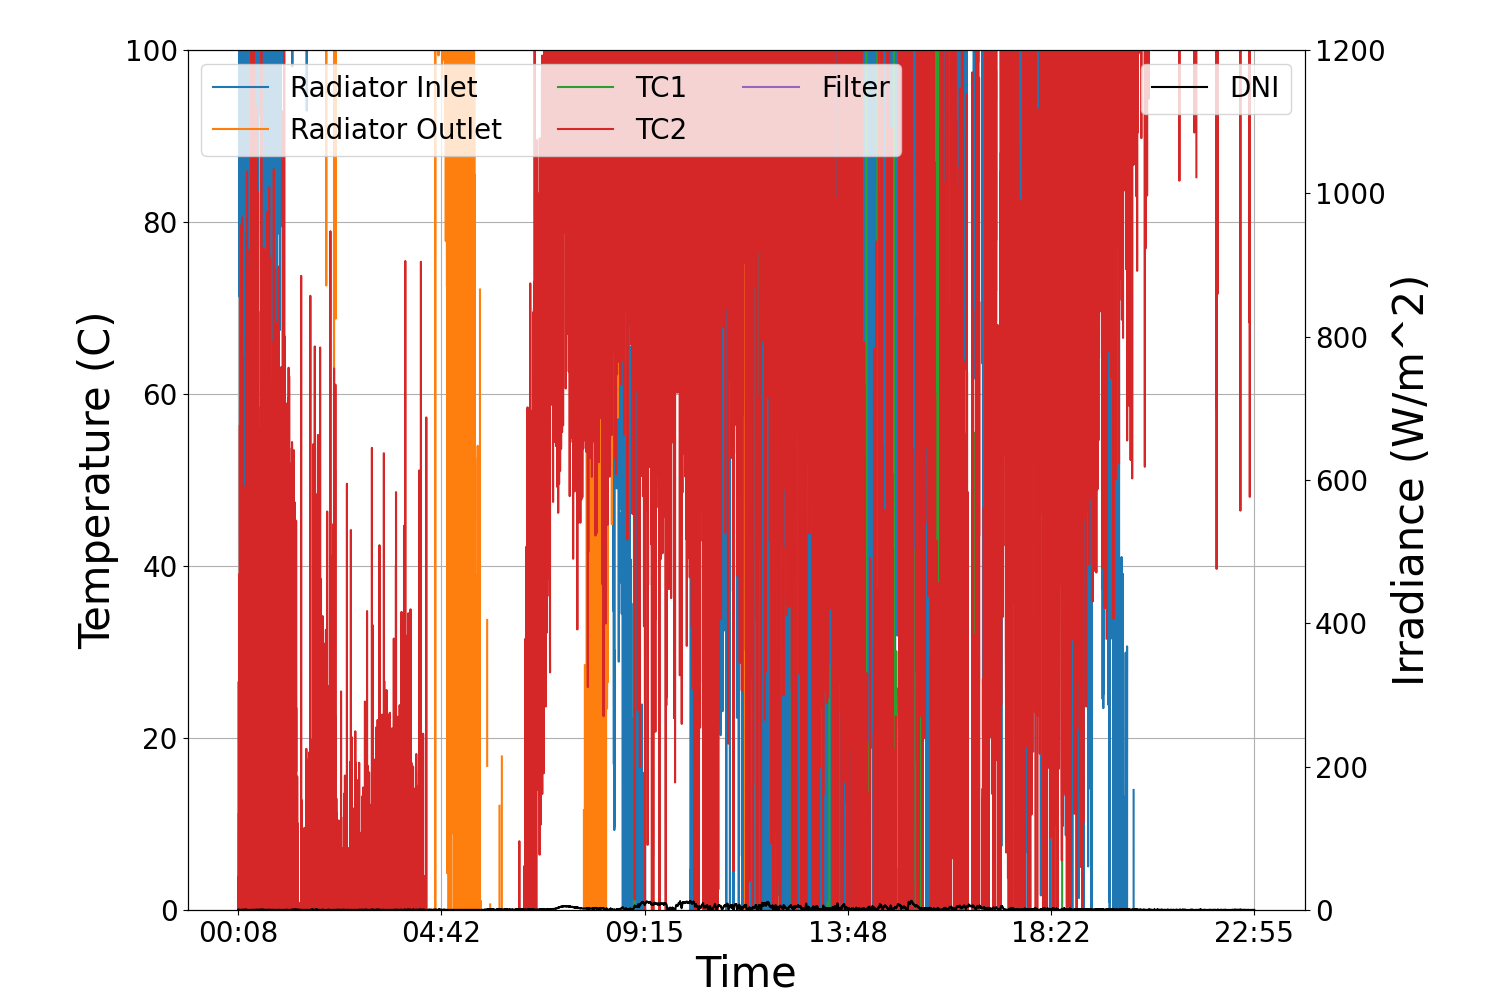 Radiator Inlet
Radiator Outlet
TC1
TC2
Filter
DNI
Temperature (C)
100
80
60
40
20
0
Irradiance (W/m^2)
1200
1000
800
600
400
200
0
00:08 04:42 09:15 13:48 18:22 22:55
Time